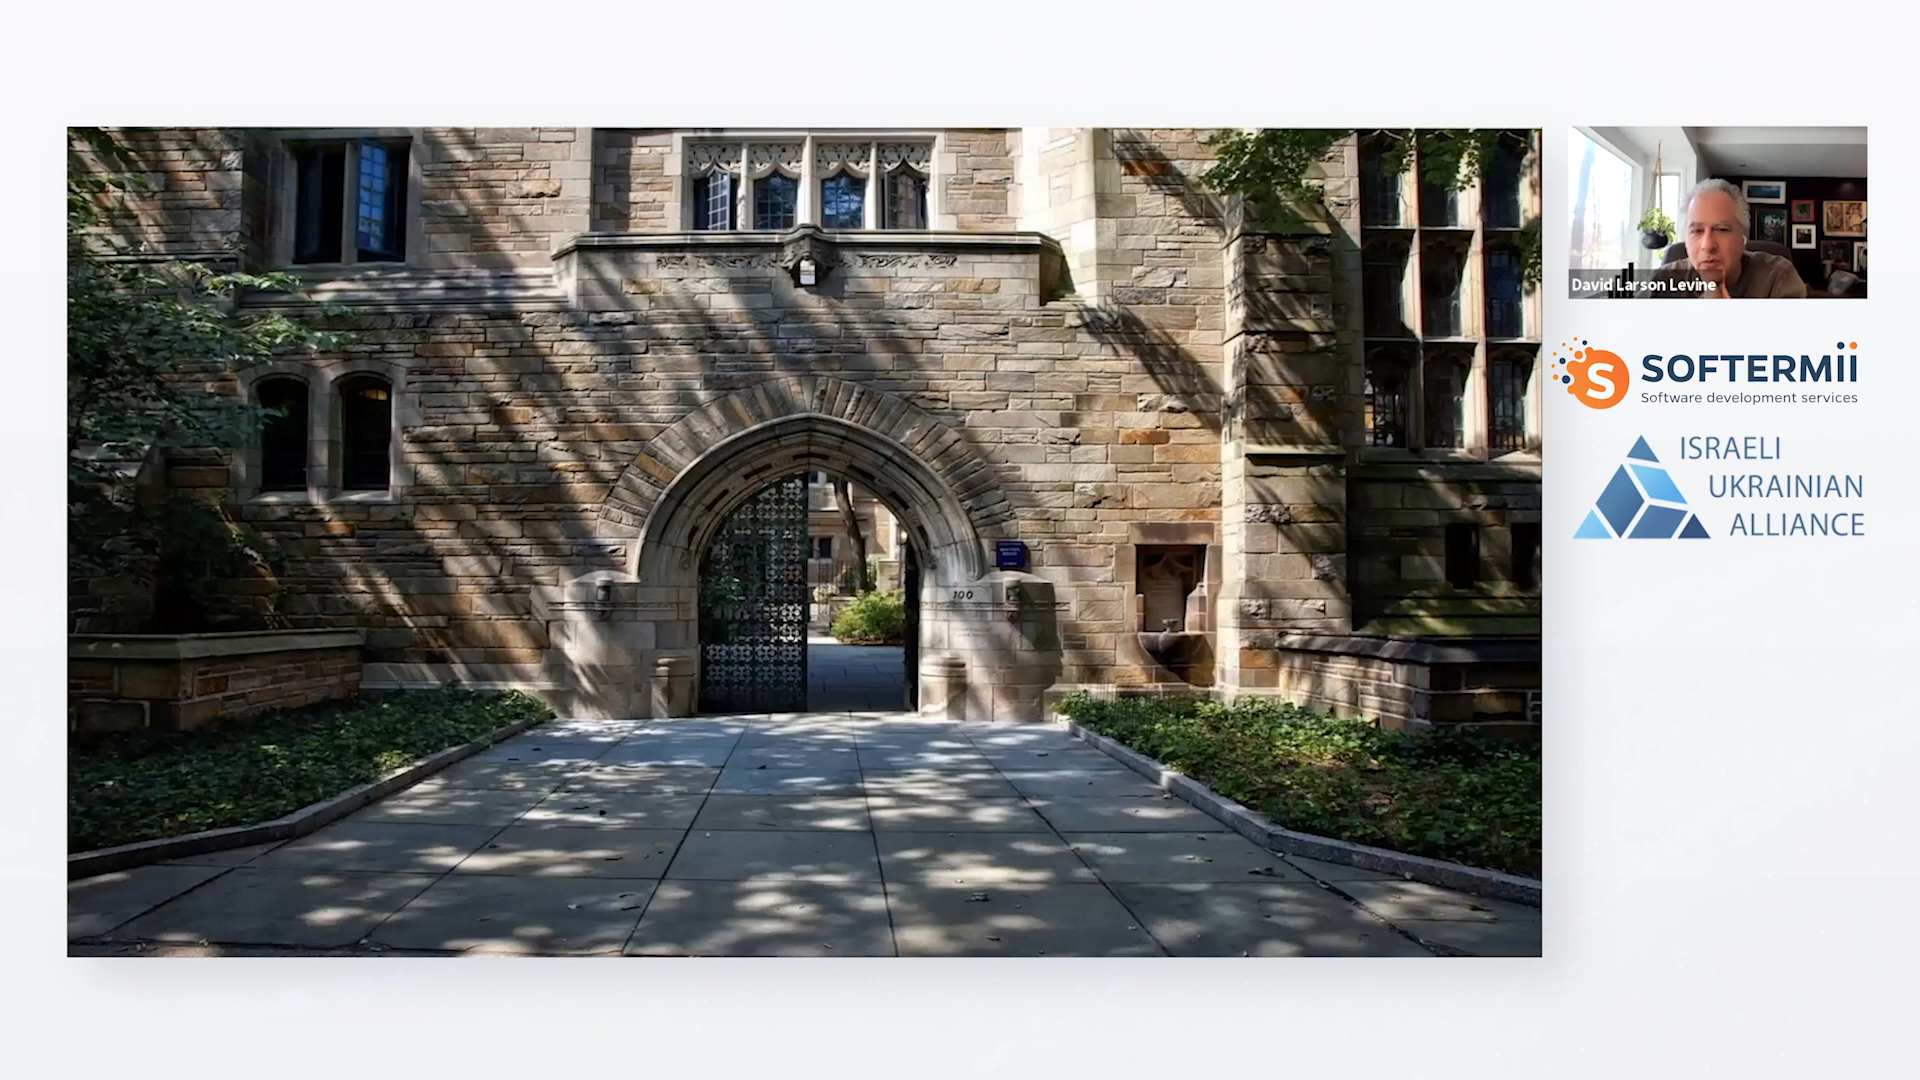 David Larson Levine
S
SOFTERMii
Software development services
ISRAELI
UKRAINIAN
ALLIANCE
100